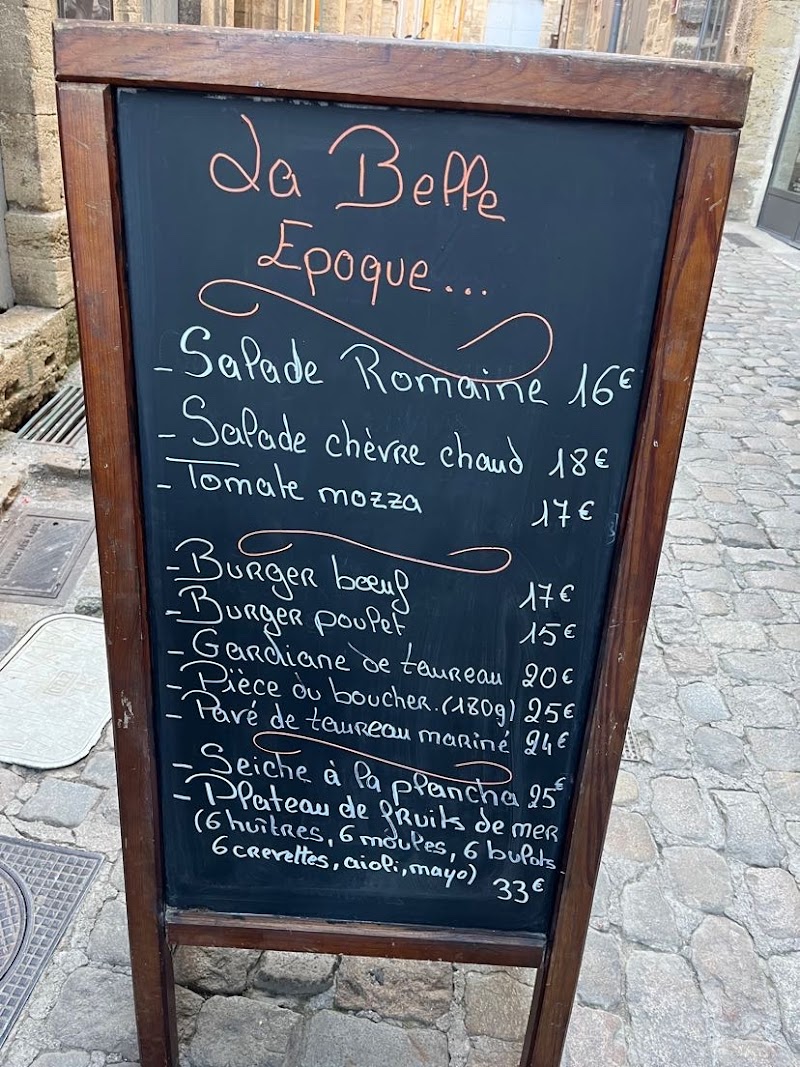 La Belle
Epoque...
- Salade Romaine 16€
- Salade chèvre chaud 18€
- Tomate mozza 17€
- Burger bœuf 17€
- Burger poulet 15€
- Gardiane de taureau 20€
- Pièce du boucher.(180g) 25€
- Pavé de taureau mariné 24€
- Seiche à la plancha 25€
- Plateau de fruits de mer
(6 huîtres, 6 moules, 6 bulots
6 crevettes, aioli, mayo) 33€